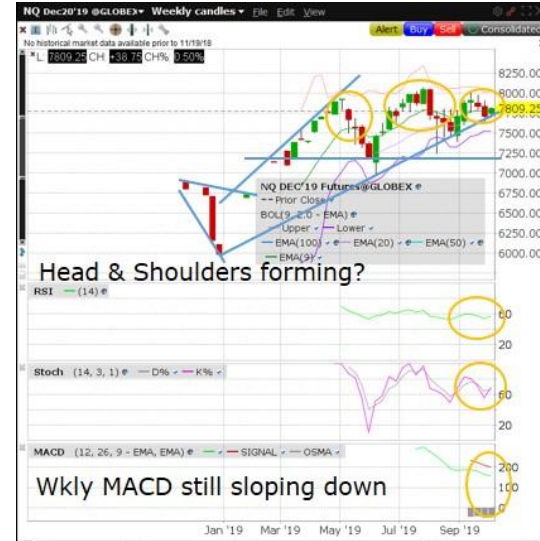 NQ Dec20'19 @GLOBEX Weekly candles File Edit View
Alert Buy Sell Consolidated
No historical market data available prior to 11/19/18
L: 7809.25 CH: +38.75 CH% 0.50%
8250.00
8000.00
7809.25
7500.00
7250.00
7000.00
6750.00
6500.00
6250.00
6000.00
NQ DEC'19 Futures@GLOBEX
Prior Close
BOL(9, 2.0 - EMA)
Upper Lower
EMA(100) EMA(20) EMA(50)
EMA(9)
Head & Shoulders forming?
RSI (14)
60
20
Stoch (14, 3, 1) D% K%
60
20
MACD (12, 26, 9 - EMA, EMA) SIGNAL OSMA
200
100
0
Wkly MACD still sloping down
Jan '19 Mar '19 May '19 Jul '19 Sep '19